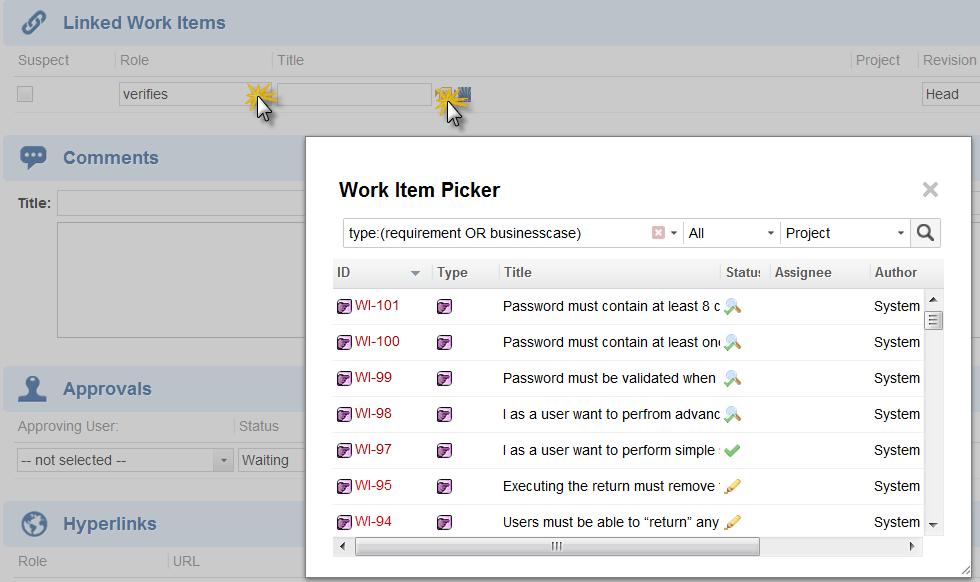 Linked Work Items
Suspect Role Title Project Revision
verifies Head
Comments
Title:
Work Item Picker
type:(requirement OR businesscase) All Project
ID Type Title Status Assignee Author
WI-101 Password must contain at least 8 c System
WI-100 Password must contain at least one System
WI-99 Password must be validated when System
WI-98 I as a user want to perfrom advanc System
WI-97 I as a user want to perform simple System
WI-95 Executing the return must remove System
WI-94 Users must be able to “return” any System
Approvals
Approving User: Status
-- not selected -- Waiting
Hyperlinks
Role URL